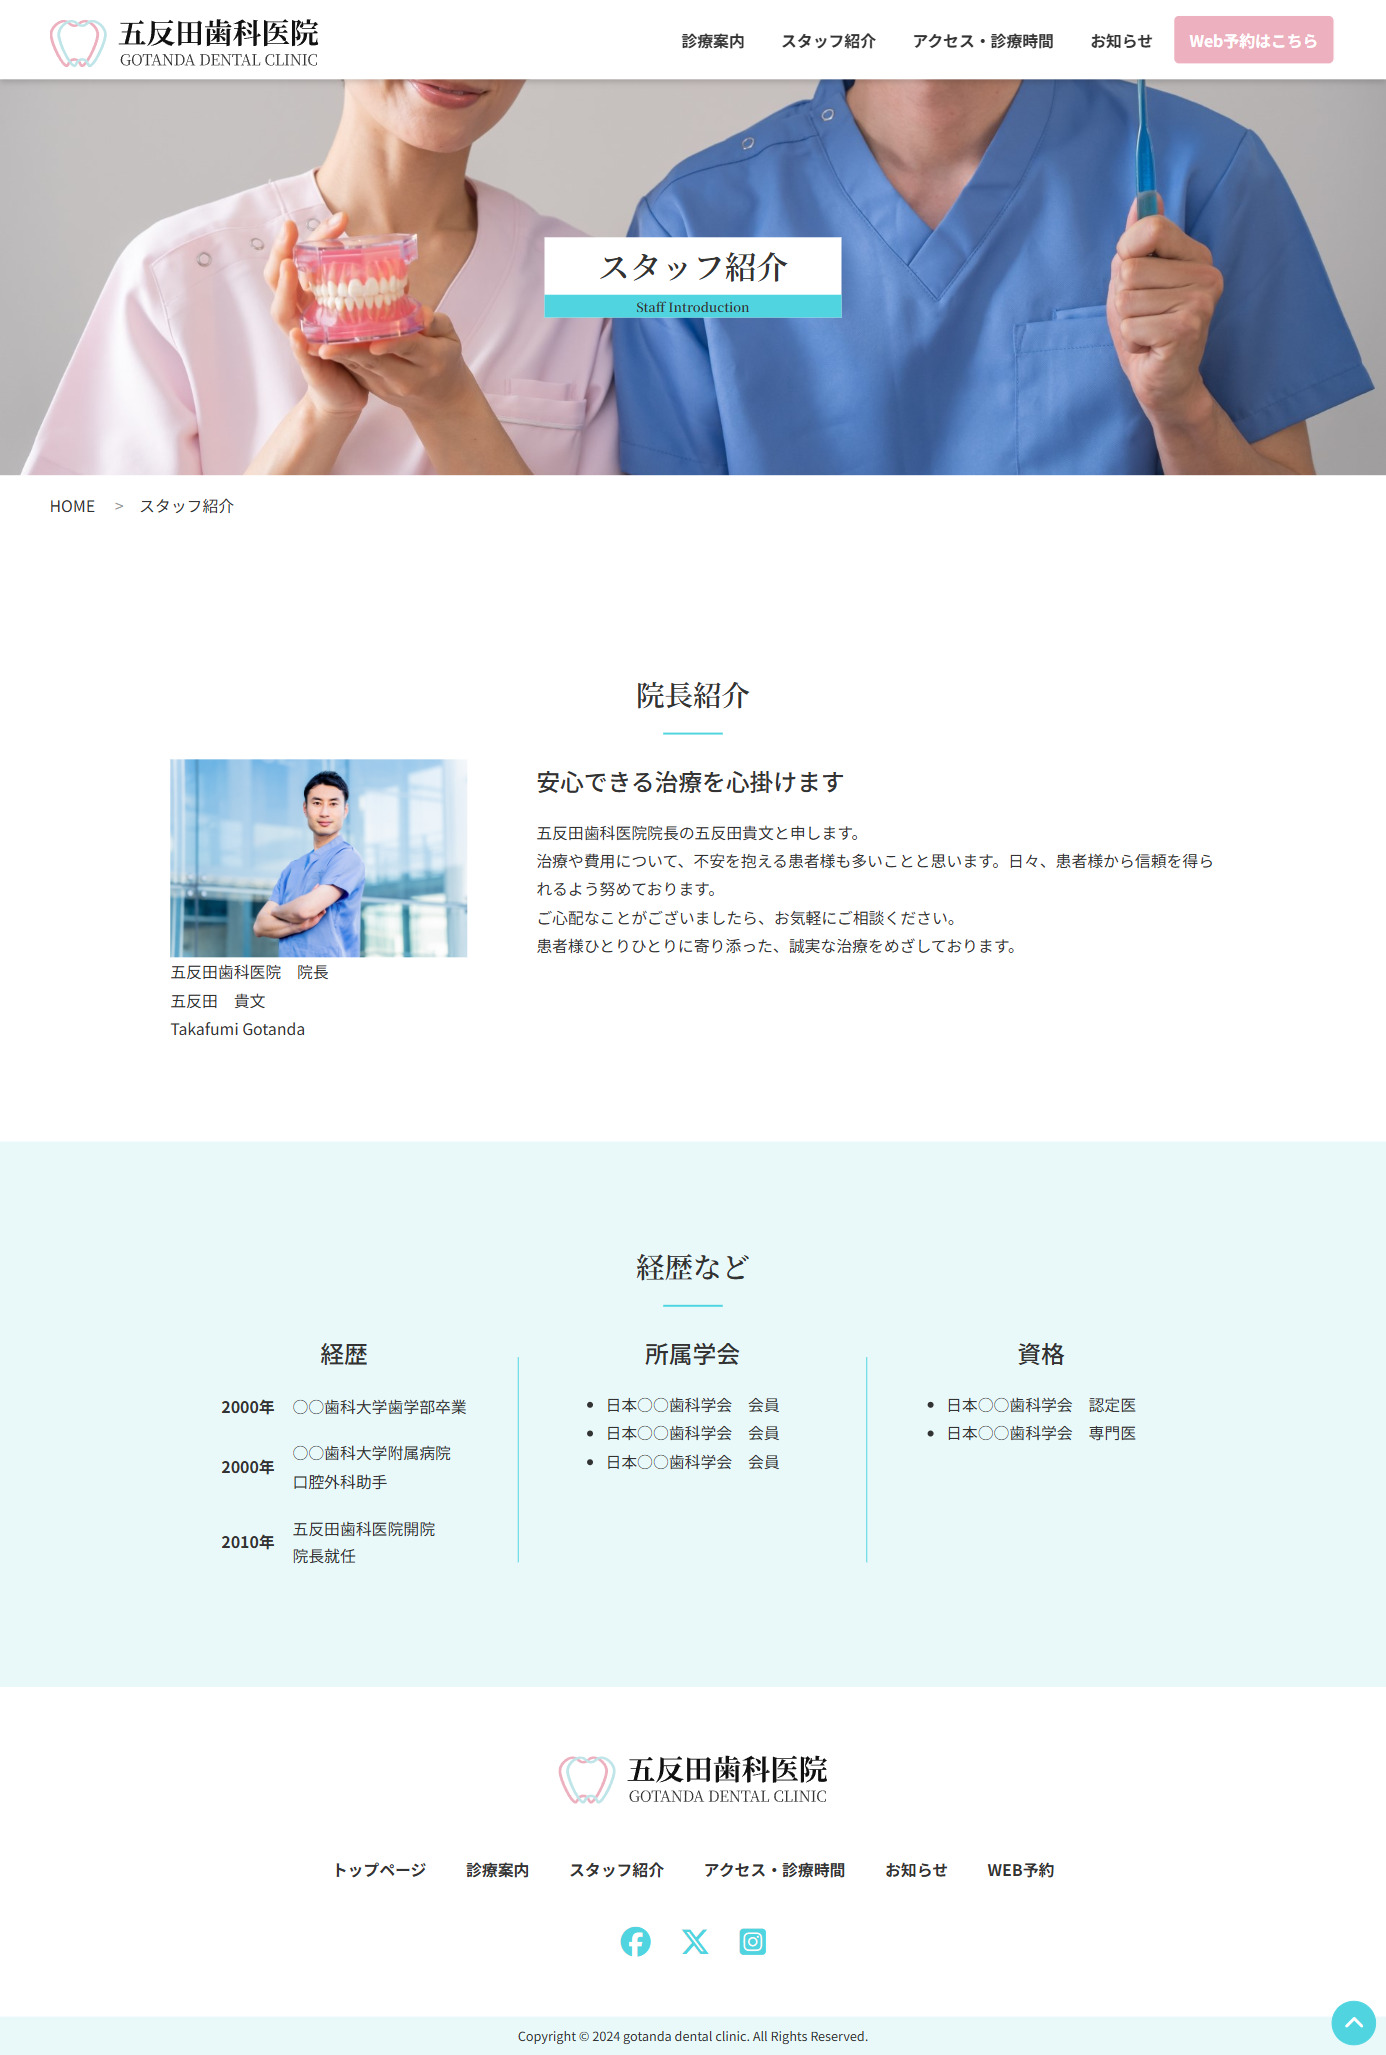 五反田歯科医院
GOTANDA DENTAL CLINIC
診療案内
スタッフ紹介
アクセス・診療時間
お知らせ
Web予約はこちら
スタッフ紹介
Staff Introduction
HOME > スタッフ紹介
院長紹介
五反田歯科医院　院長
五反田　貴文
Takafumi Gotanda
安心できる治療を心掛けます
五反田歯科医院院長の五反田貴文と申します。
治療や費用について、不安を抱える患者様も多いことと思います。日々、患者様から信頼を得ら
れるよう努めております。
ご心配なことがございましたら、お気軽にご相談ください。
患者様ひとりひとりに寄り添った、誠実な治療をめざしております。
経歴など
経歴
2000年 〇〇歯科大学歯学部卒業
2000年 〇〇歯科大学附属病院
口腔外科助手
2010年 五反田歯科医院開院
院長就任
所属学会
• 日本〇〇歯科学会　会員
• 日本〇〇歯科学会　会員
• 日本〇〇歯科学会　会員
資格
• 日本〇〇歯科学会　認定医
• 日本〇〇歯科学会　専門医
五反田歯科医院
GOTANDA DENTAL CLINIC
トップページ
診療案内
スタッフ紹介
アクセス・診療時間
お知らせ
WEB予約
Copyright © 2024 gotanda dental clinic. All Rights Reserved.